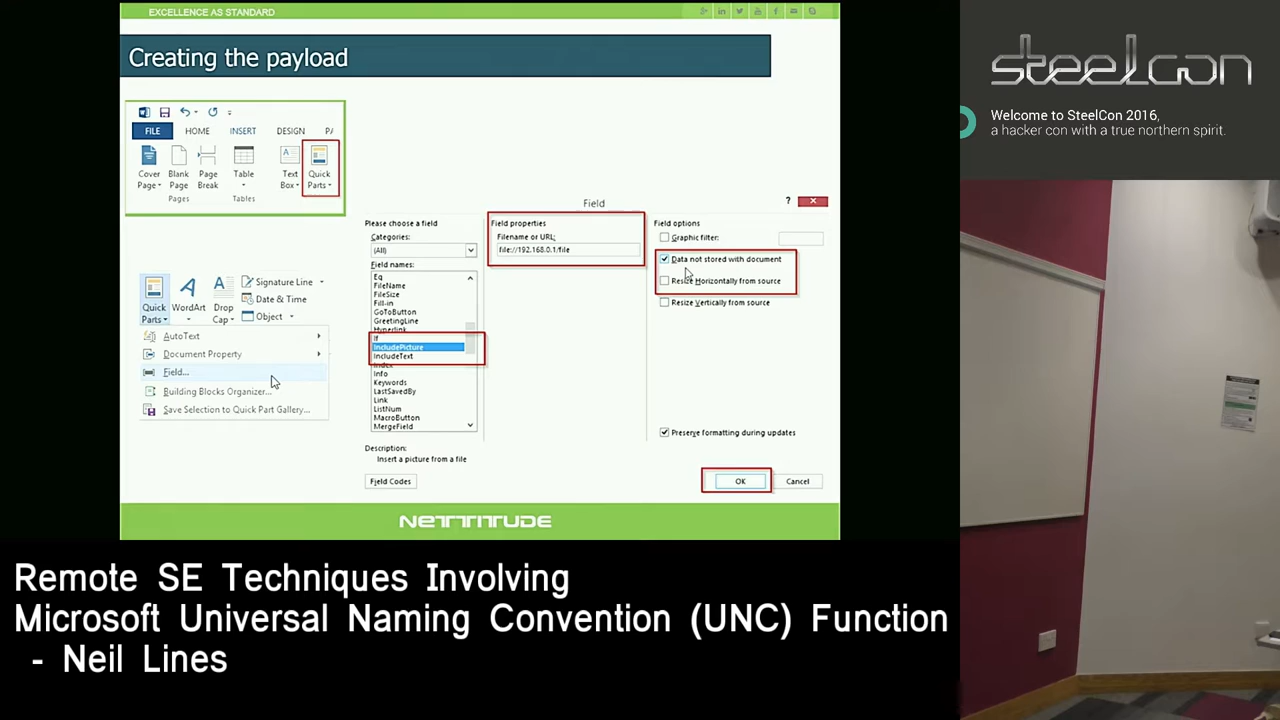 EXCELLENCE AS STANDARD
Creating the payload
FILE HOME INSERT DESIGN
Cover Page Blank Page Page Break Table Text Box Quick Parts
Pages Tables
Quick Parts WordArt Drop Cap
Signature Line
Date & Time
Object
AutoText
Document Property
Field...
Building Blocks Organizer...
Save Selection to Quick Part Gallery...
Field
?
Please choose a field
Categories:
(All)
Field names:
Eq
FileName
FileSize
Fill-in
GoToButton
GreetingLine
Hyperlink
If
IncludePicture
IncludeText
Index
Info
Keywords
LastSavedBy
Link
ListNum
MacroButton
MergeField
Description:
Insert a picture from a file
Field Codes
Field properties
Filename or URL:
file://192.168.0.1/file
Field options
Graphic filter:
Data not stored with document
Resize Horizontally from source
Resize Vertically from source
Preserve formatting during updates
OK
Cancel
NETTITUDE
steelcon
Welcome to SteelCon 2016,
a hacker con with a true northern spirit.
Remote SE Techniques Involving
Microsoft Universal Naming Convention (UNC) Function
- Neil Lines